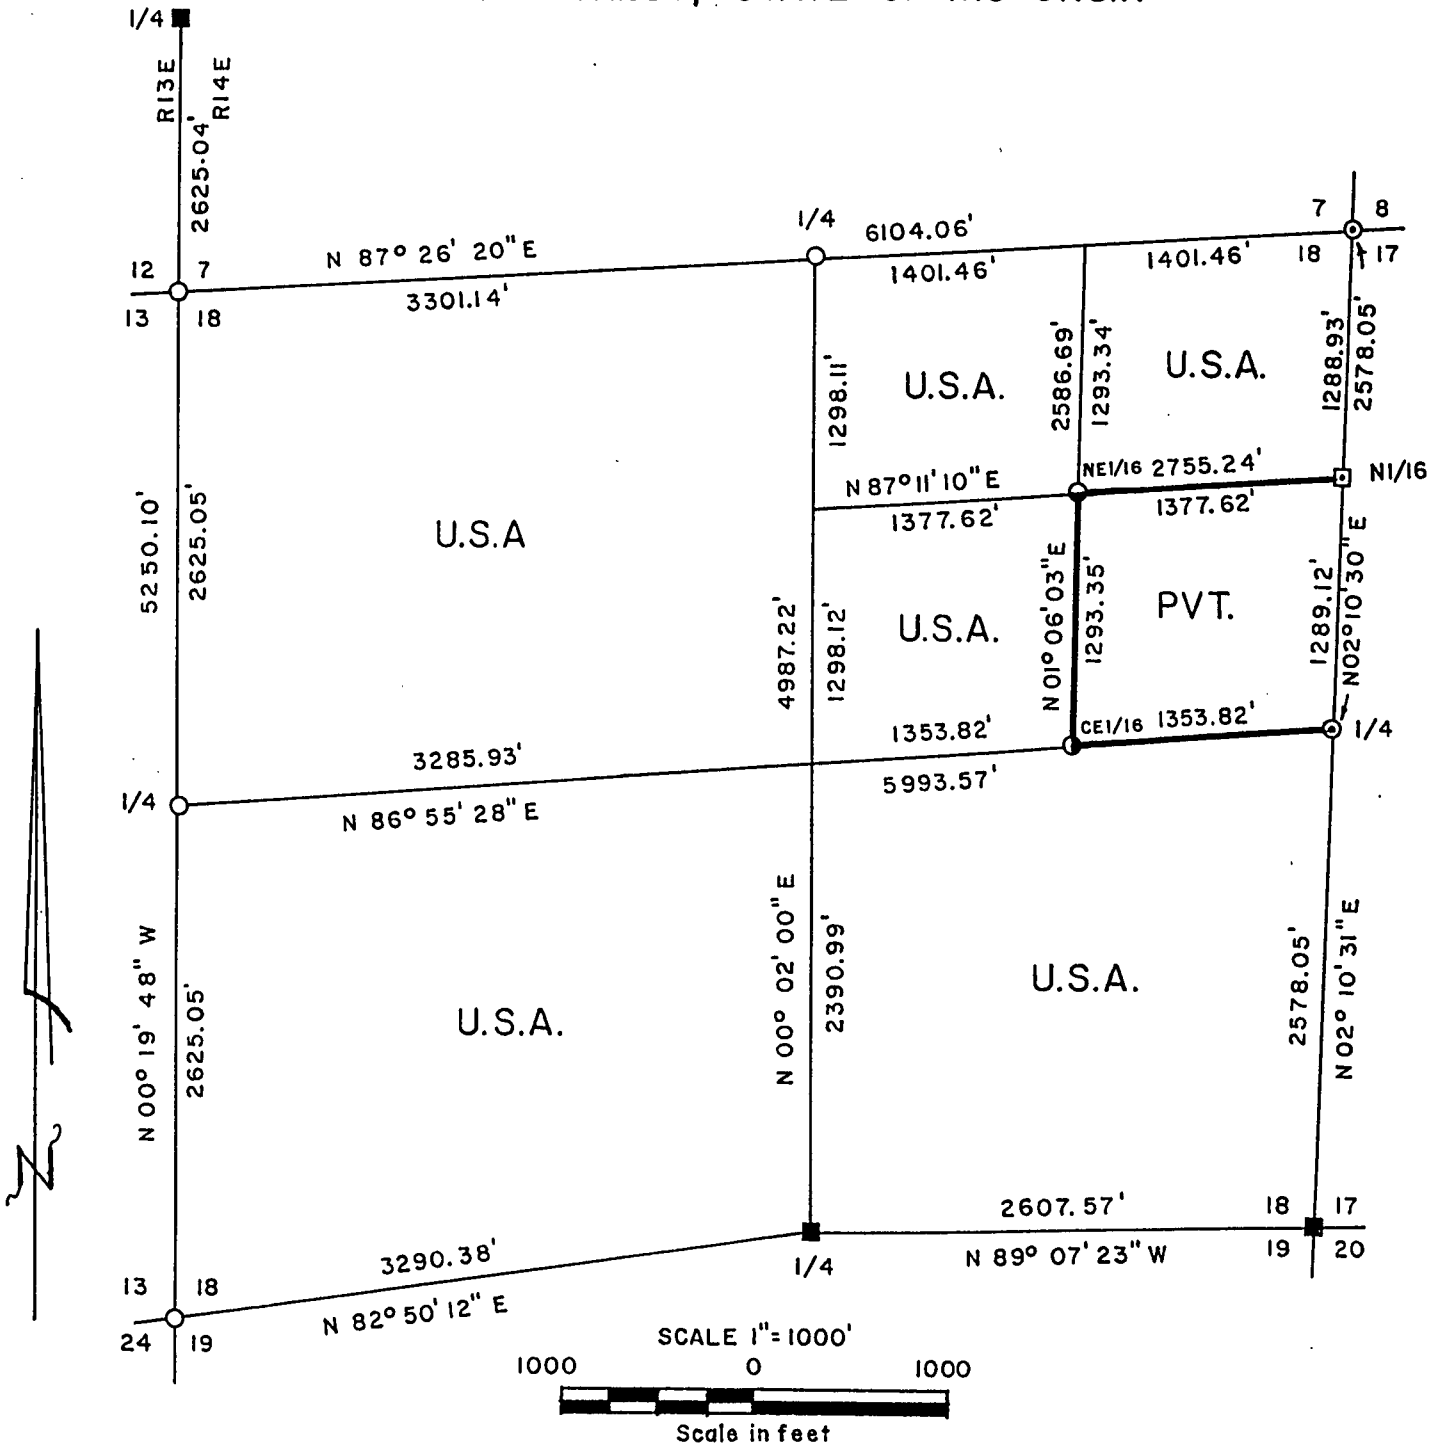 1/4
R13E
R14E
2625.04'
7
8
1/4
6104.06'
N 87° 26' 20" E
12
7
1401.46'
1401.46'
18
17
3301.14'
13
18
1298.11'
2586.69'
1293.34'
1288.93'
2578.05'
U.S.A.
U.S.A.
NE1/16
2755.24'
N1/16
N 87° 11' 10" E
1377.62'
1377.62'
U.S.A
5250.10'
2625.05'
4987.22'
1298.12'
U.S.A.
N 01° 06' 03" E
1293.35'
PVT.
1289.12'
N02° 10' 30" E
1353.82'
CE1/16
1353.82'
1/4
3285.93'
5993.57'
1/4
N 86° 55' 28" E
N 00° 19' 48" W
2625.05'
U.S.A.
N 00° 02' 00" E
2390.99'
U.S.A.
2578.05'
N02° 10' 31" E
N
2607.57'
18
17
3290.38'
1/4
N 89° 07' 23" W
19
20
13
18
N 82° 50' 12" E
24
19
SCALE 1"=1000'
1000
0
1000
Scale in feet